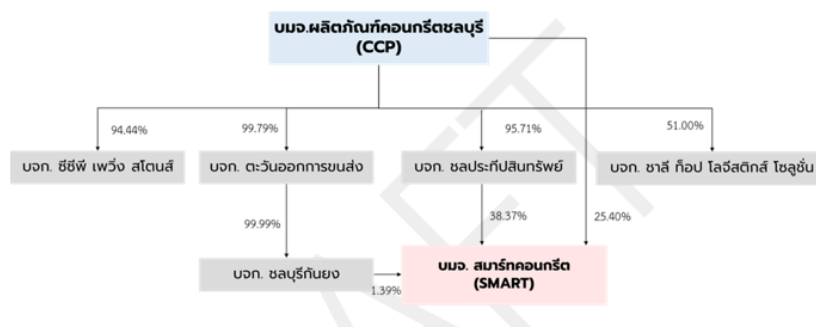 บมจ.ผลิตภัณฑ์คอนกรีตชลบุรี
(CCP)
94.44%
99.79%
95.71%
51.00%
บจก. ซีซีพี เพวิ่ง สโตนส์
บจก. ตะวันออกการขนส่ง
บจก. ชลประทีปสินทรัพย์
บจก. ชาลี ท็อป โลจีสติกส์ โซลูชั่น
99.99%
38.37%
25.40%
บจก. ชลบุรีกันยง
1.39%
บมจ. สมาร์ทคอนกรีต
(SMART)